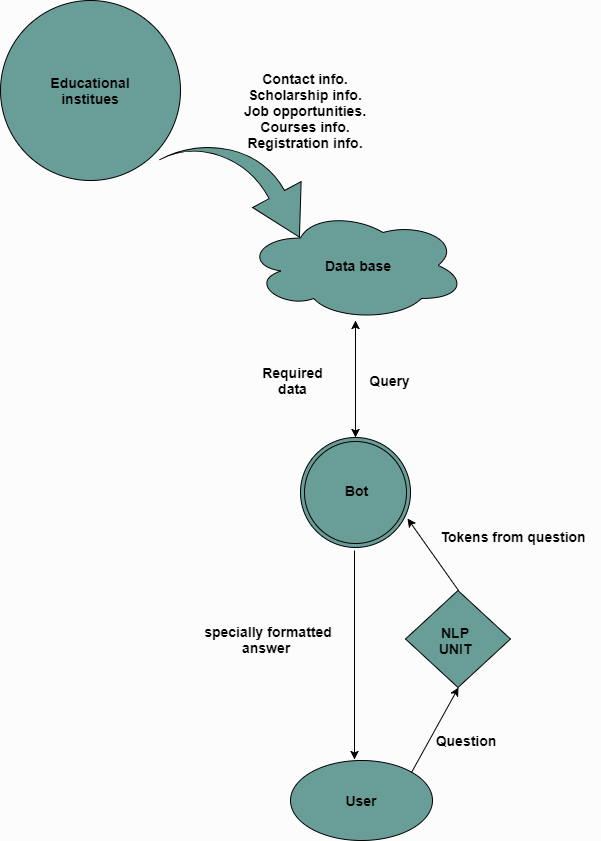 Educational
institues
Contact info.
Scholarship info.
Job opportunities.
Courses info.
Registration info.
Data base
Required
data
Query
Bot
Tokens from question
specially formatted
answer
NLP
UNIT
Question
User